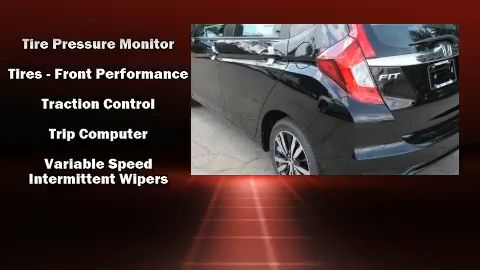 Tire Pressure Monitor
Tires - Front Performance
Traction Control
Trip Computer
Variable Speed
Intermittent Wipers
FIT